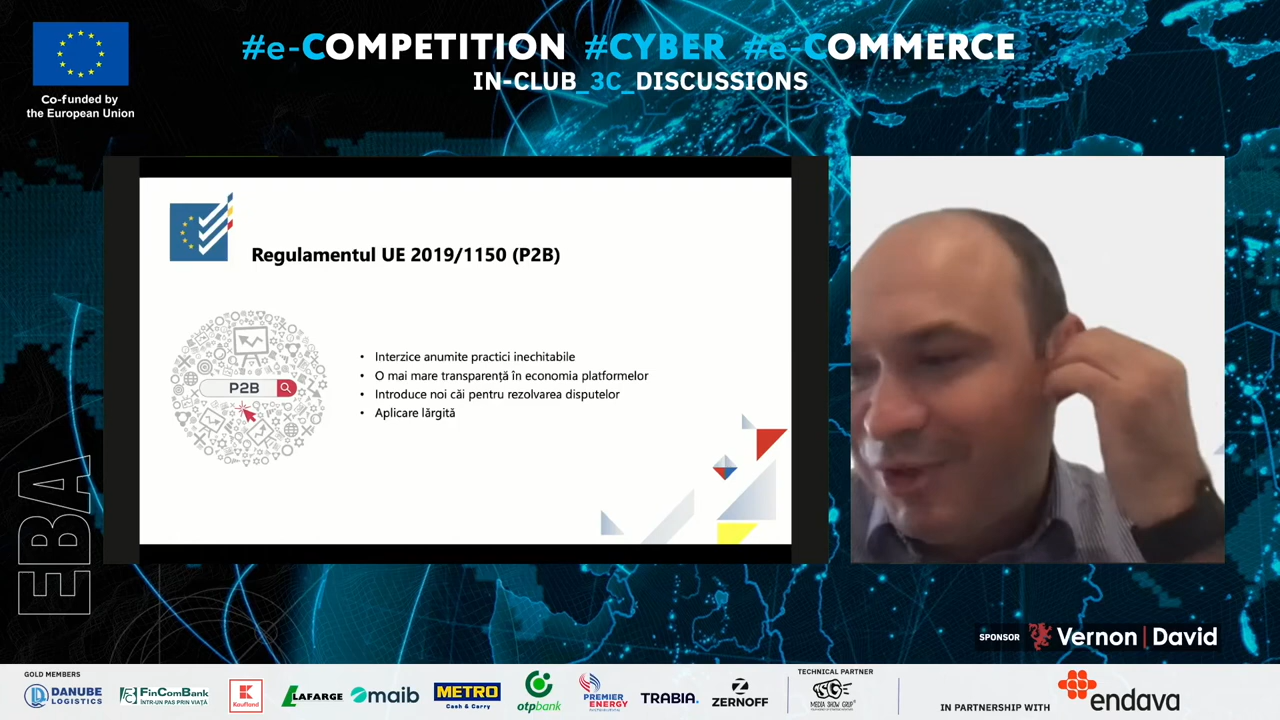 #e-COMPETITION #CYBER #e-COMMERCE
IN-CLUB_3C_DISCUSSIONS
Co-funded by
the European Union
Regulamentul UE 2019/1150 (P2B)
P2B
• Interzice anumite practici inechitabile
• O mai mare transparență în economia platformelor
• Introduce noi căi pentru rezolvarea disputelor
• Aplicare lărgită
EBA
SPONSOR Vernon | David
GOLD MEMBERS
DANUBE
LOGISTICS
FinComBank
ÎNTR-UN PAS PRIN VIAȚĂ
K
Kaufland
LAFARGE
maib
METRO
Cash & Carry
otpbank
PREMIER
ENERGY
TRABIA
ZERNOFF
TECHNICAL PARTNER
MEDIA SHOW GRUP
IN PARTNERSHIP WITH
endava